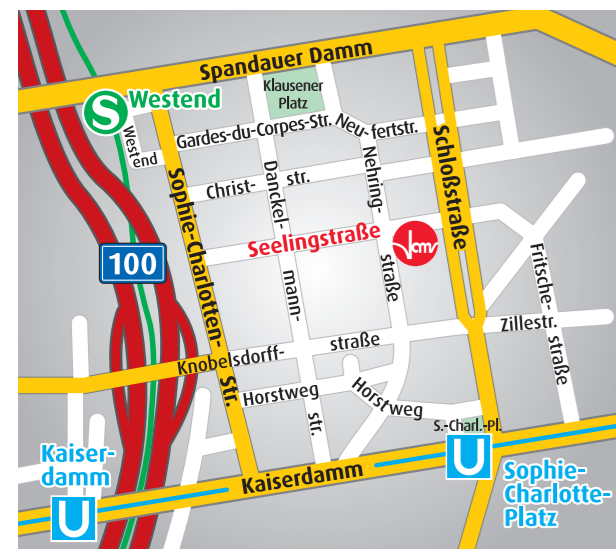 Spandauer Damm
S Westend
Klausener
Platz
Westend
Gardes-du-Corpes-Str.
Neu-fertstr.
Schloßstraße
Sophie-Charlotten-Str.
Christ-str.
Danckel-mann-str.
Nehring-straße
Seelingstraße
100
Fritsche-straße
Knobelsdorff-straße
Zillestr.
Horstweg
Horstweg
S.-Charl.-Pl.
Kaiser-
damm
U
Kaiserdamm
U
Sophie-
Charlotte-
Platz